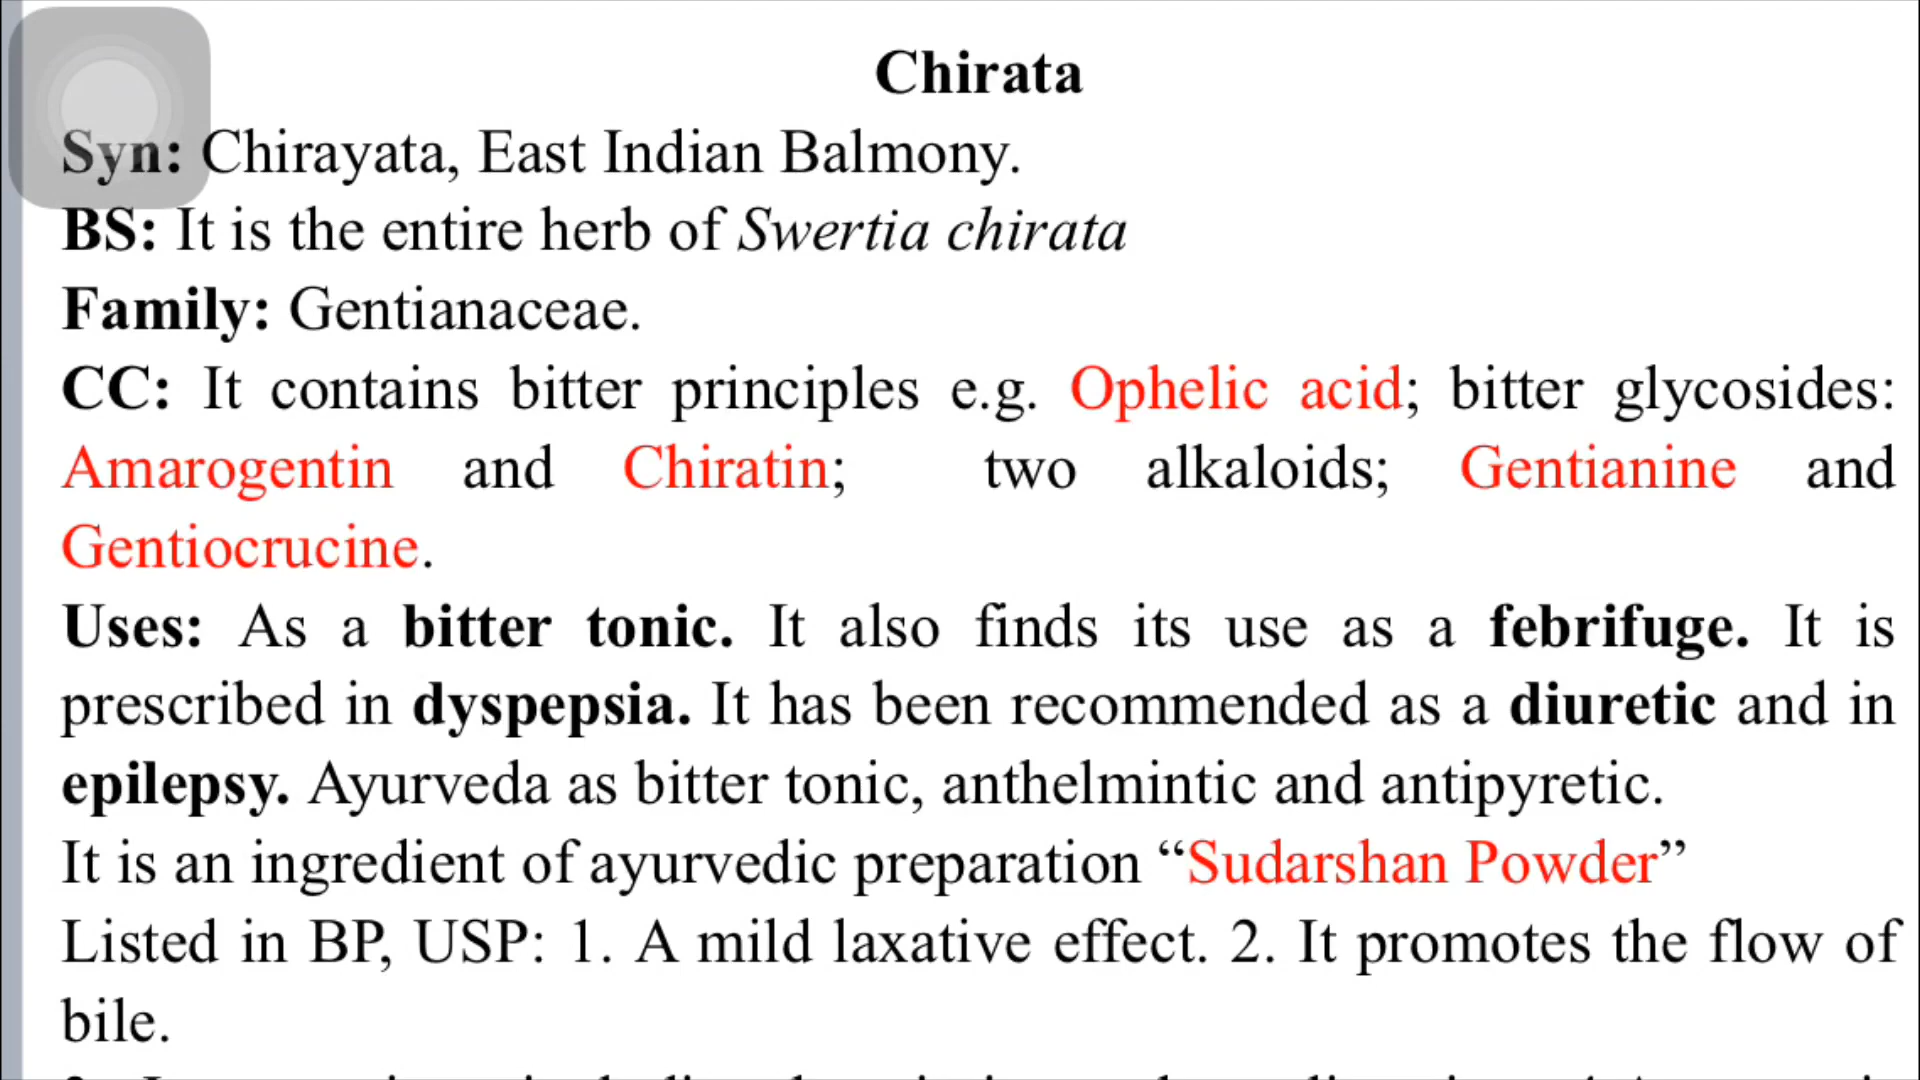 Chirata
Syn: Chirayata, East Indian Balmony.
BS: It is the entire herb of Swertia chirata
Family: Gentianaceae.
CC: It contains bitter principles e.g. Ophelic acid; bitter glycosides:
Amarogentin and Chiratin; two alkaloids; Gentianine and
Gentiocrucine.
Uses: As a bitter tonic. It also finds its use as a febrifuge. It is
prescribed in dyspepsia. It has been recommended as a diuretic and in
epilepsy. Ayurveda as bitter tonic, anthelmintic and antipyretic.
It is an ingredient of ayurvedic preparation “Sudarshan Powder”
Listed in BP, USP: 1. A mild laxative effect. 2. It promotes the flow of
bile.